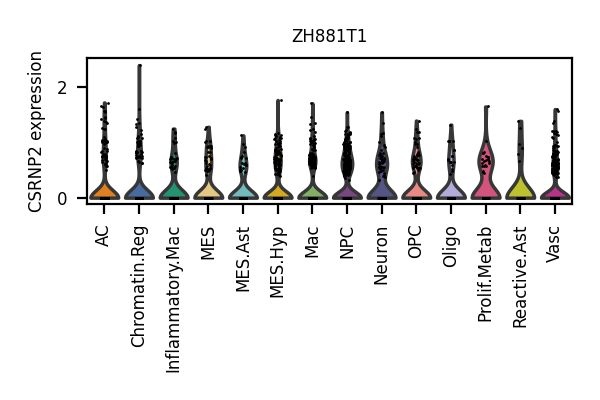 ZH881T1
CSRNP2 expression
2
0
AC
Chromatin.Reg
Inflammatory.Mac
MES
MES.Ast
MES.Hyp
Mac
NPC
Neuron
OPC
Oligo
Prolif.Metab
Reactive.Ast
Vasc